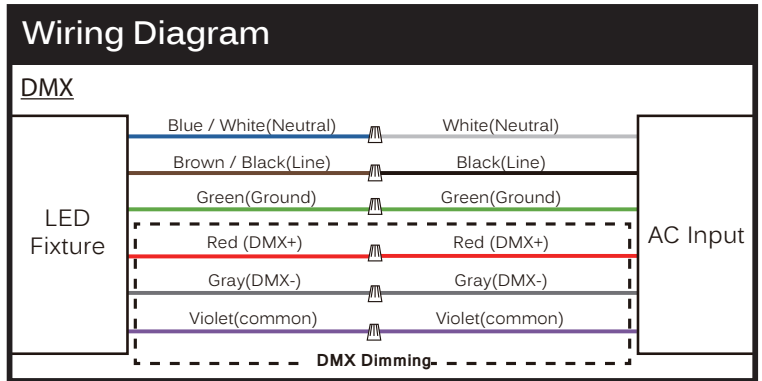 Wiring Diagram
DMX
Blue / White(Neutral) White(Neutral)
Brown / Black(Line) Black(Line)
Green(Ground) Green(Ground)
LED
Fixture
AC Input
Red (DMX+) Red (DMX+)
Gray(DMX-) Gray(DMX-)
Violet(common) Violet(common)
DMX Dimming